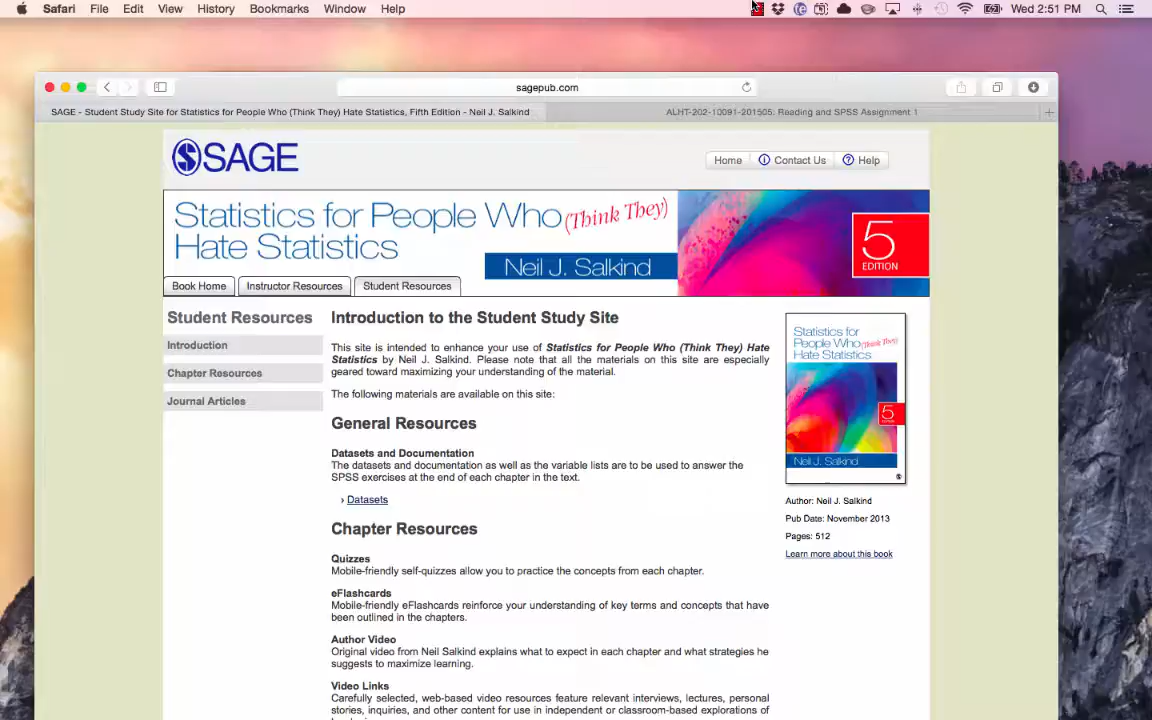 Safari File Edit View History Bookmarks Window Help Wed 2:51 PM
sagepub.com
SAGE - Student Study Site for Statistics for People Who (Think They) Hate Statistics, Fifth Edition - Neil J. Salkind ALHT-202-10091-201505: Reading and SPSS Assignment 1
SAGE
Home Contact Us Help
Statistics for People Who (Think They)
Hate Statistics
Neil J. Salkind
5
EDITION
Book Home Instructor Resources Student Resources
Student Resources
Introduction
Chapter Resources
Journal Articles
Introduction to the Student Study Site
This site is intended to enhance your use of Statistics for People Who (Think They) Hate
Statistics by Neil J. Salkind. Please note that all the materials on this site are especially
geared toward maximizing your understanding of the material.
The following materials are available on this site:
General Resources
Datasets and Documentation
The datasets and documentation as well as the variable lists are to be used to answer the
SPSS exercises at the end of each chapter in the text.
› Datasets
Chapter Resources
Quizzes
Mobile-friendly self-quizzes allow you to practice the concepts from each chapter.
eFlashcards
Mobile-friendly eFlashcards reinforce your understanding of key terms and concepts that have
been outlined in the chapters.
Author Video
Original video from Neil Salkind explains what to expect in each chapter and what strategies he
suggests to maximize learning.
Video Links
Carefully selected, web-based video resources feature relevant interviews, lectures, personal
stories, inquiries, and other content for use in independent or classroom-based explorations of
Statistics for
People Who (Think They)
Hate Statistics
5
Neil J. Salkind
Author: Neil J. Salkind
Pub Date: November 2013
Pages: 512
Learn more about this book